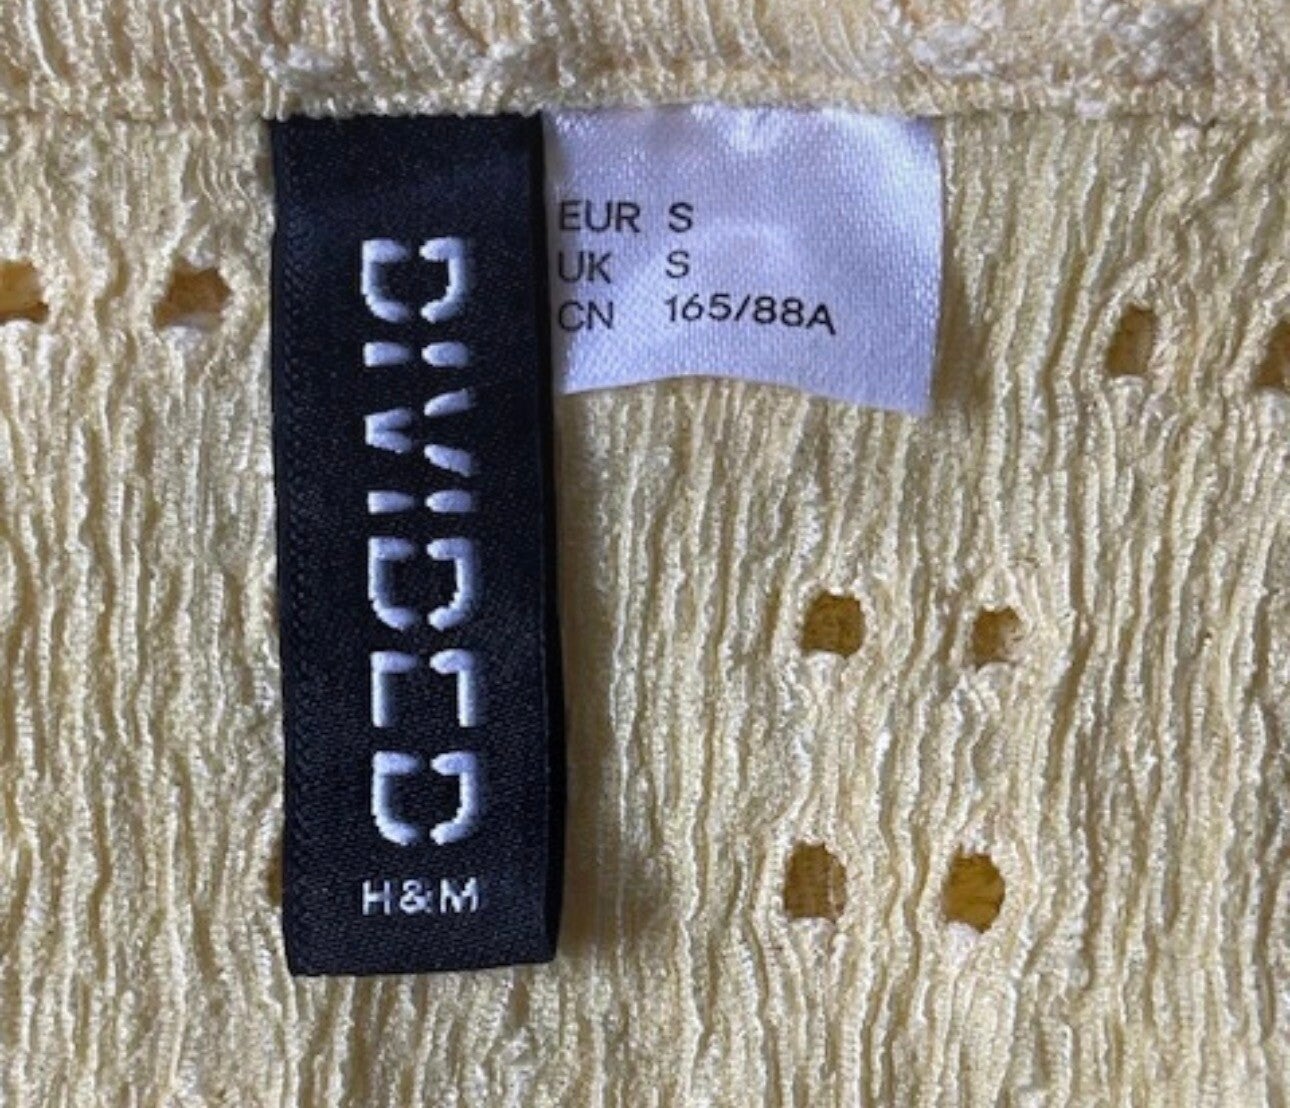 DIVIDED
H&M
EUR S
UK S
CN 165/88A